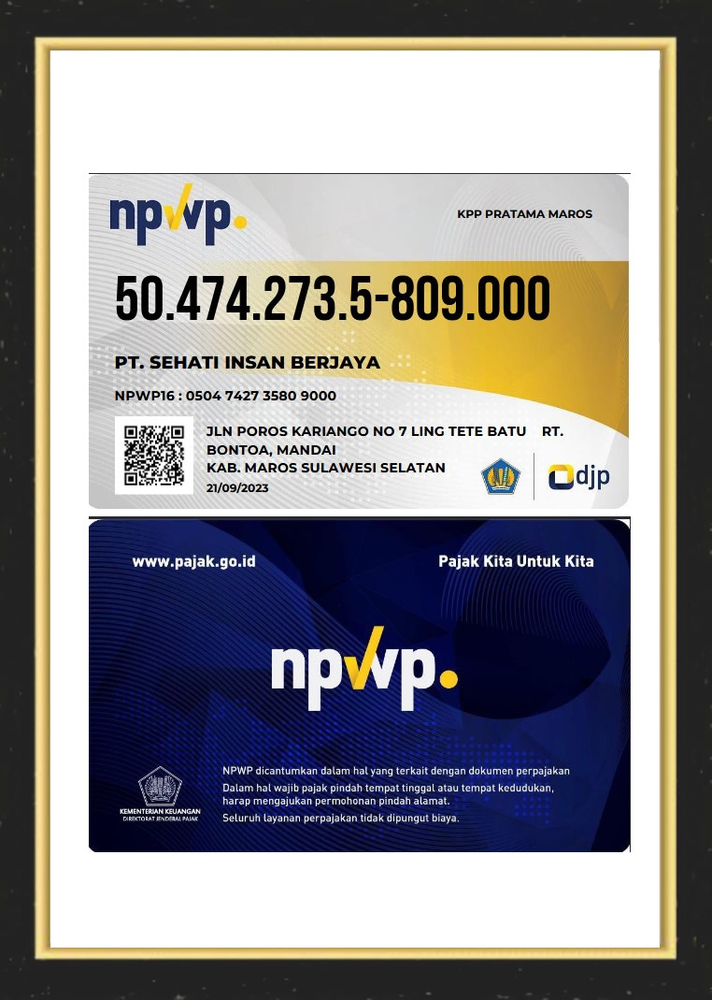 npwp.
KPP PRATAMA MAROS
50.474.273.5-809.000
PT. SEHATI INSAN BERJAYA
NPWP16 : 0504 7427 3580 9000
JLN POROS KARIANGO NO 7 LING TETE BATU RT.
BONTOA, MANDAI
KAB. MAROS SULAWESI SELATAN
21/09/2023
djp
www.pajak.go.id
Pajak Kita Untuk Kita
npwp.
NPWP dicantumkan dalam hal yang terkait dengan dokumen perpajakan
Dalam hal wajib pajak pindah tempat tinggal atau tempat kedudukan,
harap mengajukan permohonan pindah alamat.
Seluruh layanan perpajakan tidak dipungut biaya.
KEMENTERIAN KEUANGAN
DIREKTORAT JENDERAL PAJAK